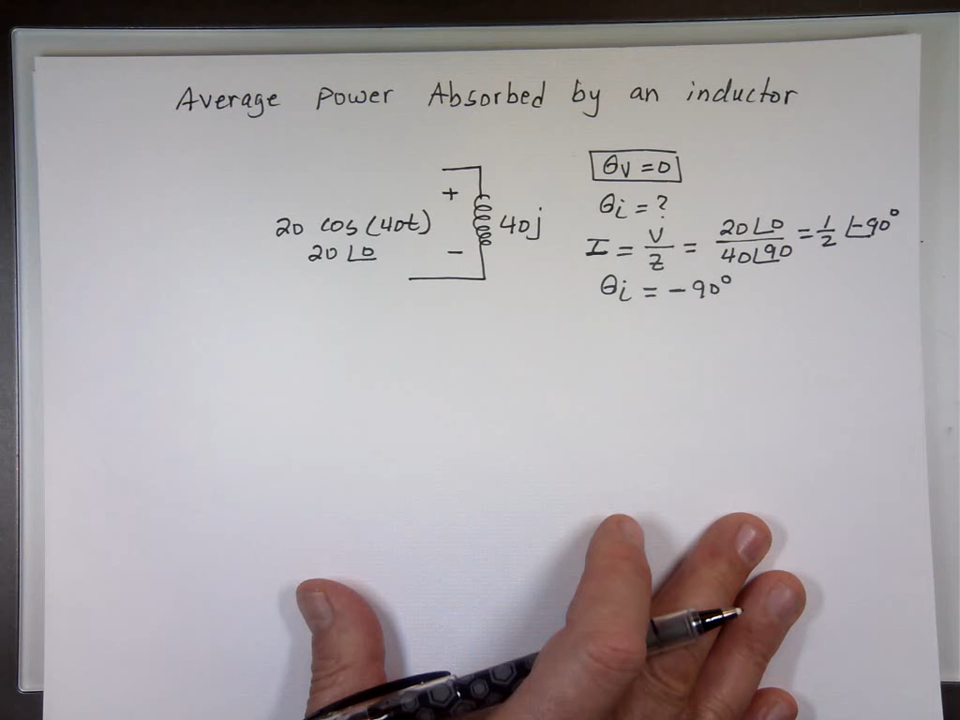 Average power Absorbed by an inductor
θv = 0
+
θi = ?
20 cos(40t)
40j
I = V/Z = 20∠0/40∠90 = 1/2 ∠-90°
20∠0
−
θi = -90°